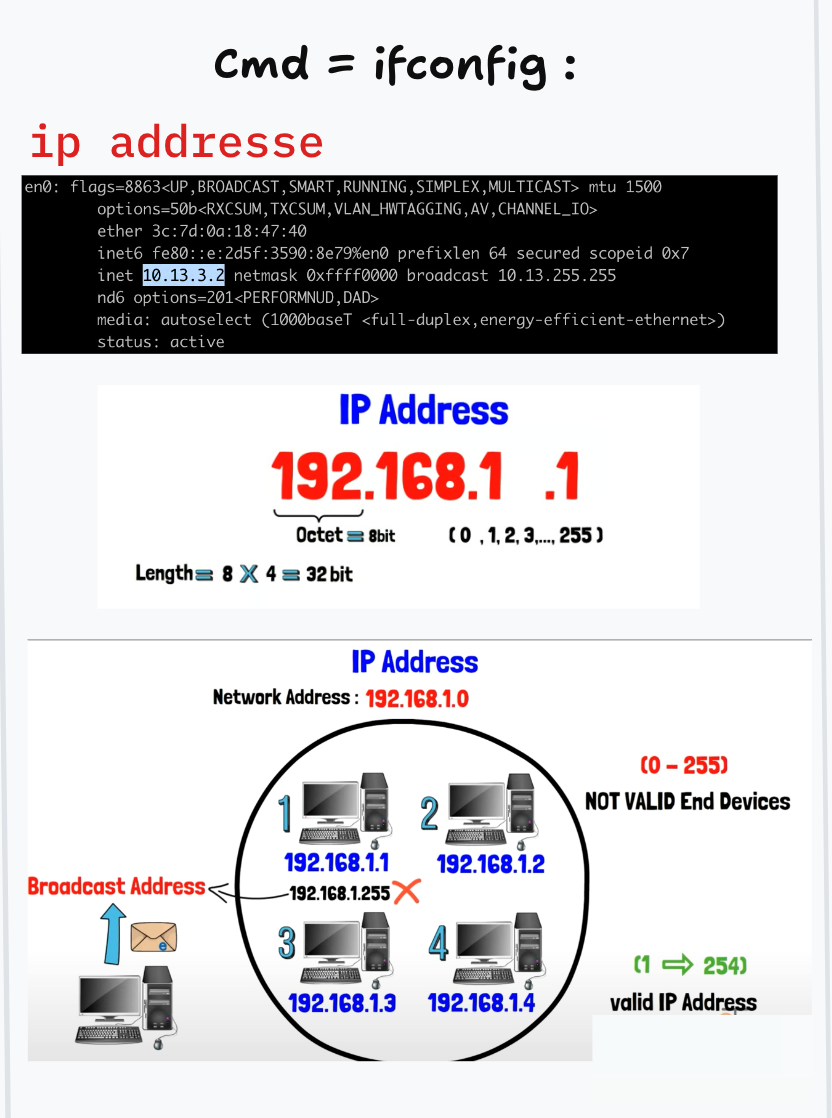 Cmd = ifconfig :
ip addresse
en0: flags=8863<UP,BROADCAST,SMART,RUNNING,SIMPLEX,MULTICAST> mtu 1500
options=50b<RXCSUM,TXCSUM,VLAN_HWTAGGING,AV,CHANNEL_IO>
ether 3c:7d:0a:18:47:40
inet6 fe80::e:2d5f:3590:8e79%en0 prefixlen 64 secured scopeid 0x7
inet 10.13.3.2 netmask 0xffff0000 broadcast 10.13.255.255
nd6 options=201<PERFORMNUD,DAD>
media: autoselect (1000baseT <full-duplex,energy-efficient-ethernet>)
status: active
IP Address
192.168.1 .1
Octet = 8bit (0 , 1, 2, 3,..., 255 )
Length= 8 X 4 = 32 bit
IP Address
Network Address : 192.168.1.0
(0 – 255)
NOT VALID End Devices
1
2
192.168.1.1
192.168.1.2
Broadcast Address
192.168.1.255
3
4
192.168.1.3
192.168.1.4
(1 ⇒ 254)
valid IP Address